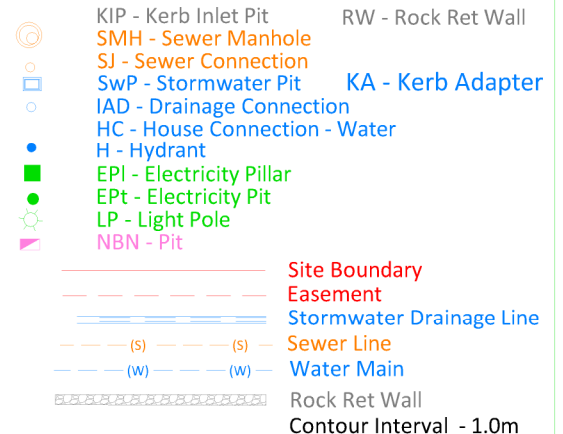 KIP - Kerb Inlet Pit
RW - Rock Ret Wall
SMH - Sewer Manhole
SJ - Sewer Connection
SwP - Stormwater Pit
KA - Kerb Adapter
IAD - Drainage Connection
HC - House Connection - Water
H - Hydrant
EPl - Electricity Pillar
EPt - Electricity Pit
LP - Light Pole
NBN - Pit
Site Boundary
Easement
Stormwater Drainage Line
(S) (S) Sewer Line
(W) (W) Water Main
Rock Ret Wall
Contour Interval - 1.0m